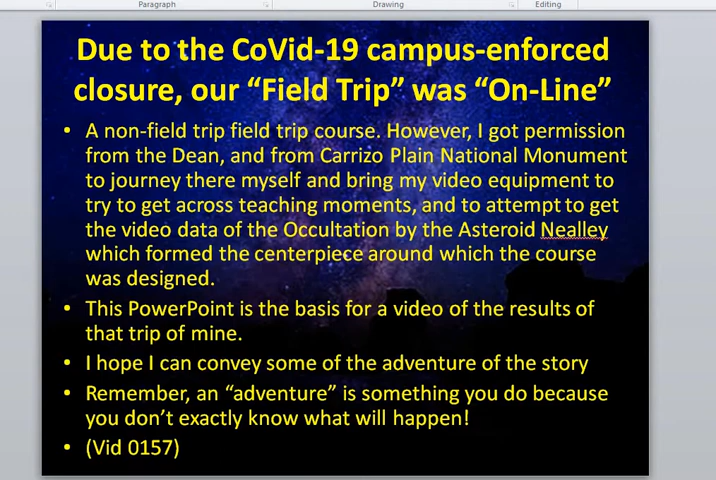 Paragraph
Drawing
Editing
Due to the CoVid-19 campus-enforced
closure, our “Field Trip” was “On-Line”
• A non-field trip field trip course. However, I got permission
from the Dean, and from Carrizo Plain National Monument
to journey there myself and bring my video equipment to
try to get across teaching moments, and to attempt to get
the video data of the Occultation by the Asteroid Nealley
which formed the centerpiece around which the course
was designed.
• This PowerPoint is the basis for a video of the results of
that trip of mine.
• I hope I can convey some of the adventure of the story
• Remember, an “adventure” is something you do because
you don’t exactly know what will happen!
• (Vid 0157)